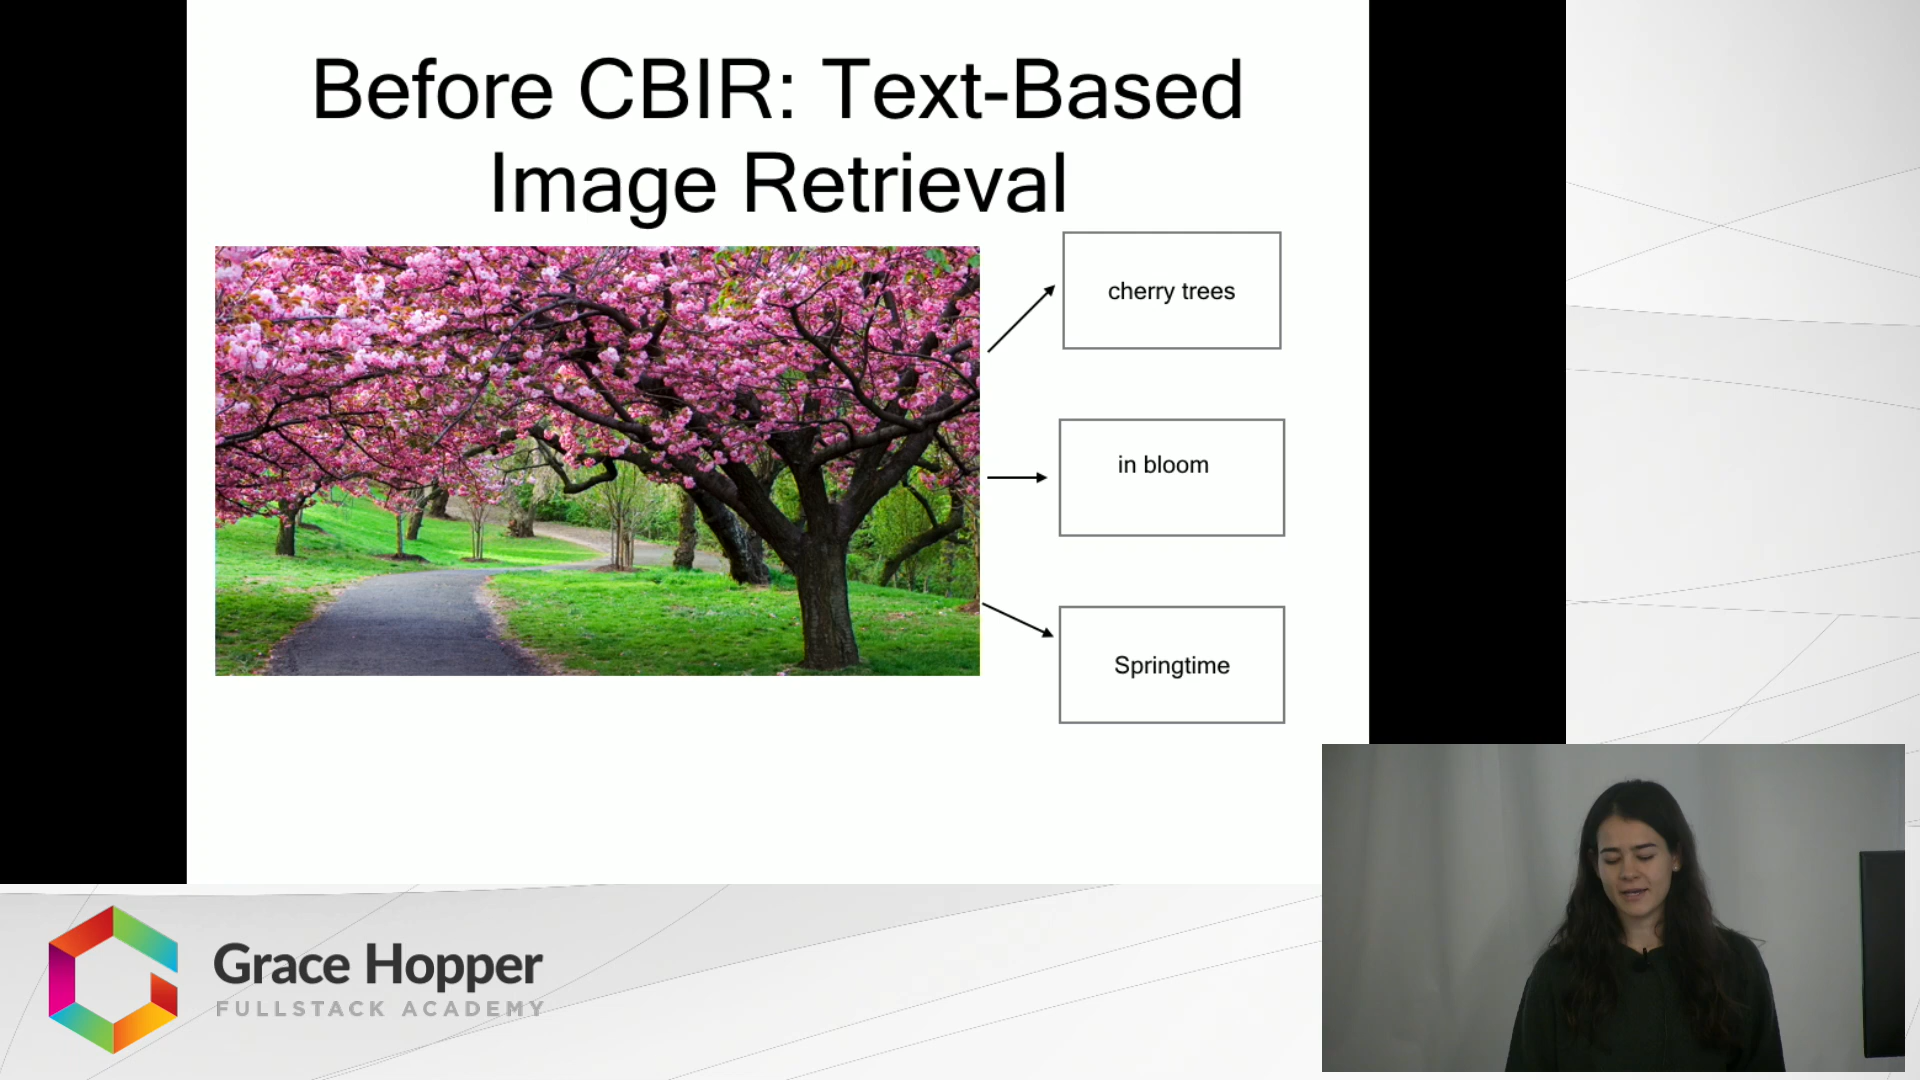 Before CBIR: Text-Based
Image Retrieval
cherry trees
in bloom
Springtime
Grace Hopper
FULLSTACK ACADEMY